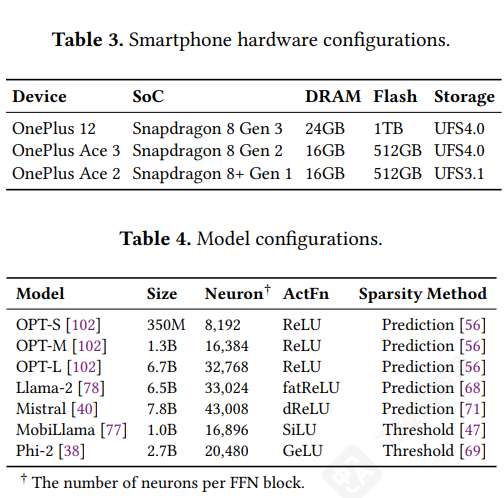 Table 3. Smartphone hardware configurations.
Device SoC DRAM Flash Storage
OnePlus 12 Snapdragon 8 Gen 3 24GB 1TB UFS4.0
OnePlus Ace 3 Snapdragon 8 Gen 2 16GB 512GB UFS4.0
OnePlus Ace 2 Snapdragon 8+ Gen 1 16GB 512GB UFS3.1
Table 4. Model configurations.
Model Size Neuron† ActFn Sparsity Method
OPT-S [102] 350M 8,192 ReLU Prediction [56]
OPT-M [102] 1.3B 16,384 ReLU Prediction [56]
OPT-L [102] 6.7B 32,768 ReLU Prediction [56]
Llama-2 [78] 6.5B 33,024 fatReLU Prediction [68]
Mistral [40] 7.8B 43,008 dReLU Prediction [71]
MobiLlama [77] 1.0B 16,896 SiLU Threshold [47]
Phi-2 [38] 2.7B 20,480 GeLU Threshold [69]
† The number of neurons per FFN block.